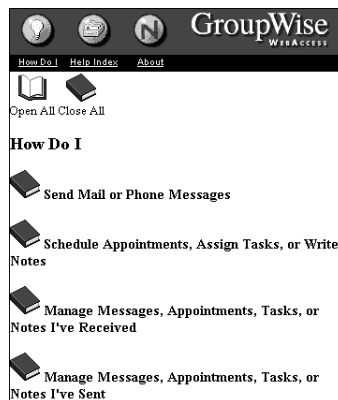 GroupWise
WEBACCESS
How Do I Help Index About
Open All Close All
How Do I
Send Mail or Phone Messages
Schedule Appointments, Assign Tasks, or Write
Notes
Manage Messages, Appointments, Tasks, or
Notes I've Received
Manage Messages, Appointments, Tasks, or
Notes I've Sent